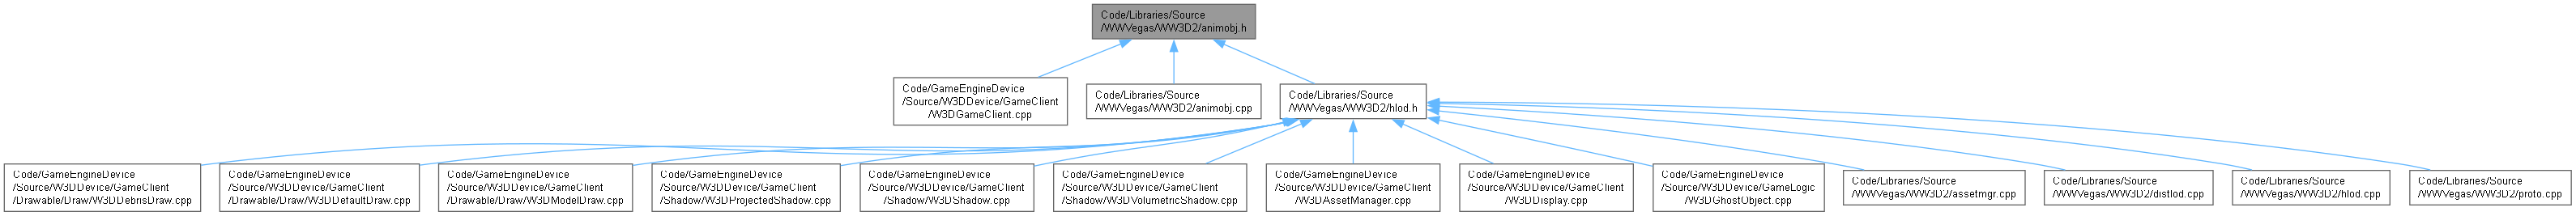 Code/Libraries/Source
/WWVegas/WW3D2/animobj.h
Code/GameEngineDevice
/Source/W3DDevice/GameClient
/W3DGameClient.cpp
Code/Libraries/Source
/WWVegas/WW3D2/animobj.cpp
Code/Libraries/Source
/WWVegas/WW3D2/hlod.h
Code/GameEngineDevice
/Source/W3DDevice/GameClient
/Drawable/Draw/W3DDebrisDraw.cpp
Code/GameEngineDevice
/Source/W3DDevice/GameClient
/Drawable/Draw/W3DDefaultDraw.cpp
Code/GameEngineDevice
/Source/W3DDevice/GameClient
/Drawable/Draw/W3DModelDraw.cpp
Code/GameEngineDevice
/Source/W3DDevice/GameClient
/Shadow/W3DProjectedShadow.cpp
Code/GameEngineDevice
/Source/W3DDevice/GameClient
/Shadow/W3DShadow.cpp
Code/GameEngineDevice
/Source/W3DDevice/GameClient
/Shadow/W3DVolumetricShadow.cpp
Code/GameEngineDevice
/Source/W3DDevice/GameClient
/W3DAssetManager.cpp
Code/GameEngineDevice
/Source/W3DDevice/GameClient
/W3DDisplay.cpp
Code/GameEngineDevice
/Source/W3DDevice/GameLogic
/W3DGhostObject.cpp
Code/Libraries/Source
/WWVegas/WW3D2/assetmgr.cpp
Code/Libraries/Source
/WWVegas/WW3D2/distlod.cpp
Code/Libraries/Source
/WWVegas/WW3D2/hlod.cpp
Code/Libraries/Source
/WWVegas/WW3D2/proto.cpp